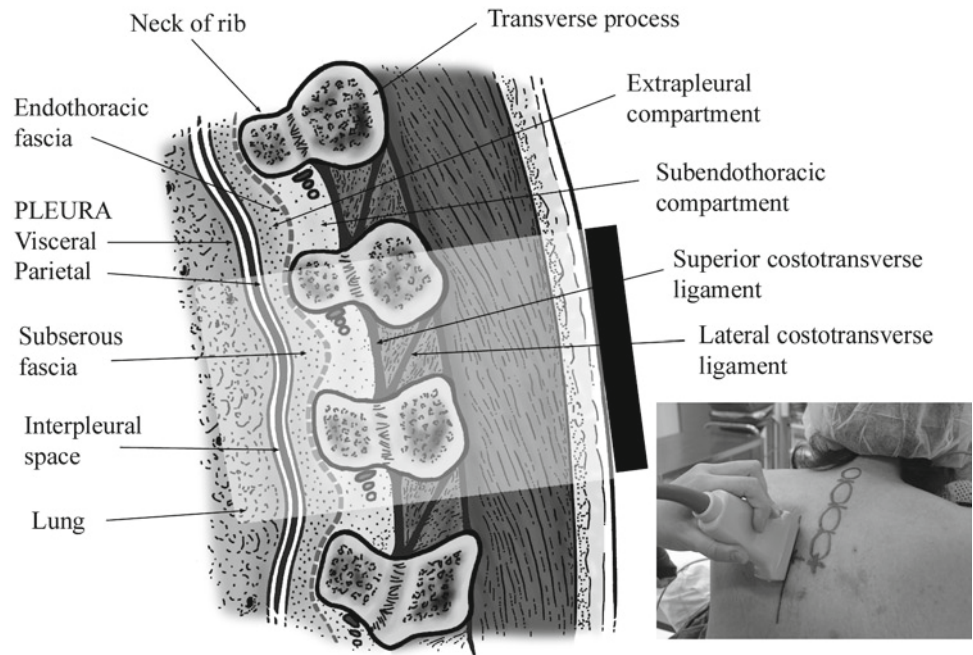 Neck of rib
Transverse process
Endothoracic
fascia
Extrapleural
compartment
Subendothoracic
compartment
PLEURA
Visceral
Parietal
Superior costotransverse
ligament
Subserous
fascia
Lateral costotransverse
ligament
Interpleural
space
Lung